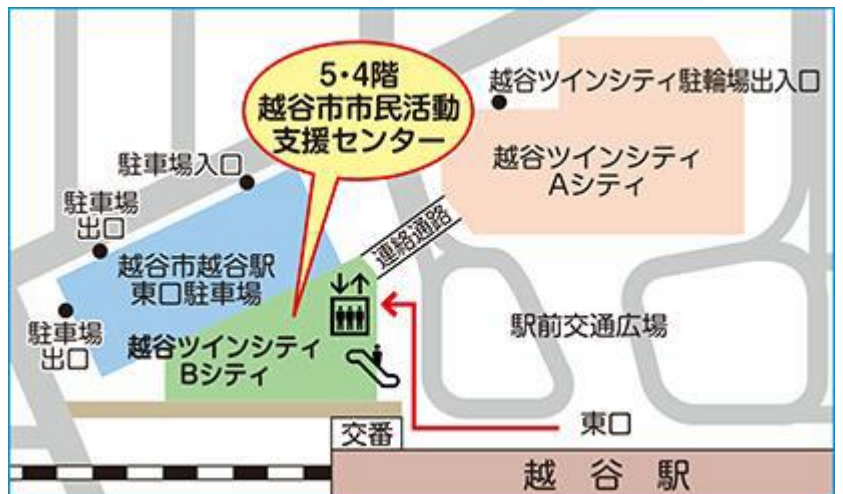 5・4階
越谷市市民活動
支援センター
越谷ツインシティ駐輪場出入口
越谷ツインシティ
Aシティ
駐車場入口
駐車場
出口
連絡通路
越谷市越谷駅
東口駐車場
駐車場
出口
越谷ツインシティ
Bシティ
駅前交通広場
東口
交番
越谷駅